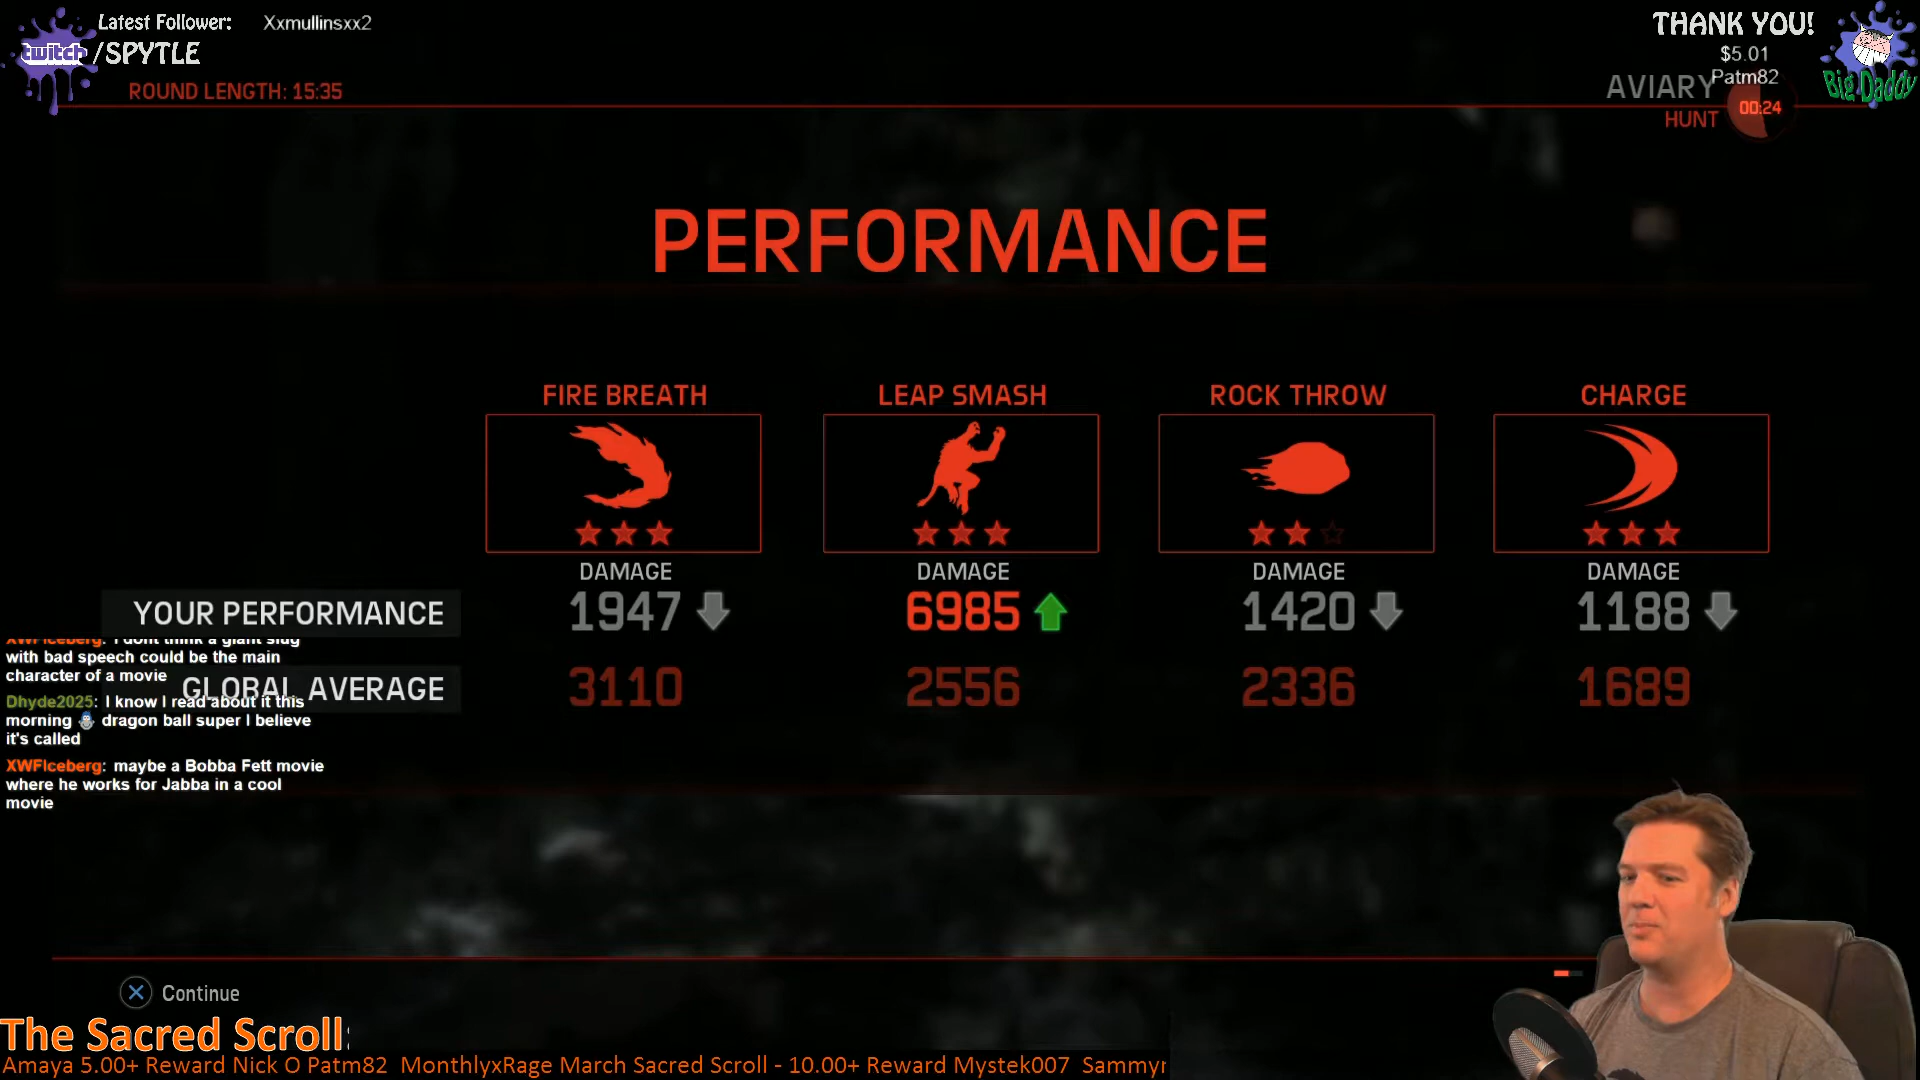 Latest Follower: Xxmullinsxx2
twitch /SPYTLE
ROUND LENGTH: 15:35
THANK YOU!
$5.01
Patm82
Big Daddy
AVIARY
HUNT
00:24
PERFORMANCE
FIRE BREATH LEAP SMASH ROCK THROW CHARGE
DAMAGE DAMAGE DAMAGE DAMAGE
YOUR PERFORMANCE 1947 6985 1420 1188
GLOBAL AVERAGE 3110 2556 2336 1689
XWFIceberg: I dont think a giant slug
with bad speech could be the main
character of a movie
Dhyde2025: I know I read about it this
morning dragon ball super I believe
it's called
XWFIceberg: maybe a Bobba Fett movie
where he works for Jabba in a cool
movie
Continue
The Sacred Scroll:
Amaya 5.00+ Reward Nick O Patm82 MonthlyxRage March Sacred Scroll - 10.00+ Reward Mystek007